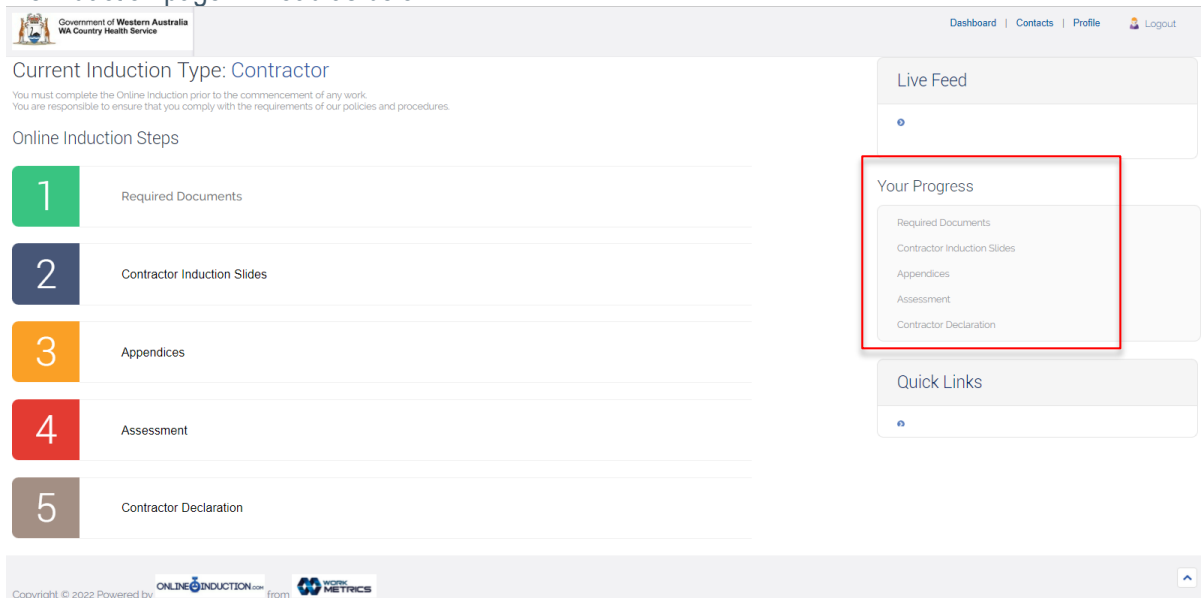 Government of Western Australia
WA Country Health Service
Dashboard | Contacts | Profile Logout
Current Induction Type: Contractor
You must complete the Online Induction prior to the commencement of any work.
You are responsible to ensure that you comply with the requirements of our policies and procedures.
Online Induction Steps
1 Required Documents
2 Contractor Induction Slides
3 Appendices
4 Assessment
5 Contractor Declaration
Live Feed
Your Progress
Required Documents
Contractor Induction Slides
Appendices
Assessment
Contractor Declaration
Quick Links
Copyright © 2022 Powered by ONLINE INDUCTION.COM from WORK METRICS